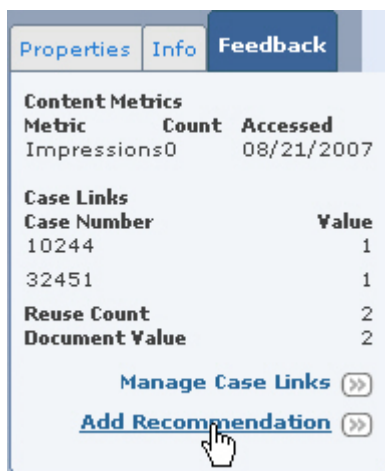 Properties Info Feedback
Content Metrics
Metric Count Accessed
Impressions0 08/21/2007
Case Links
Case Number Value
10244 1
32451 1
Reuse Count 2
Document Value 2
Manage Case Links
Add Recommendation